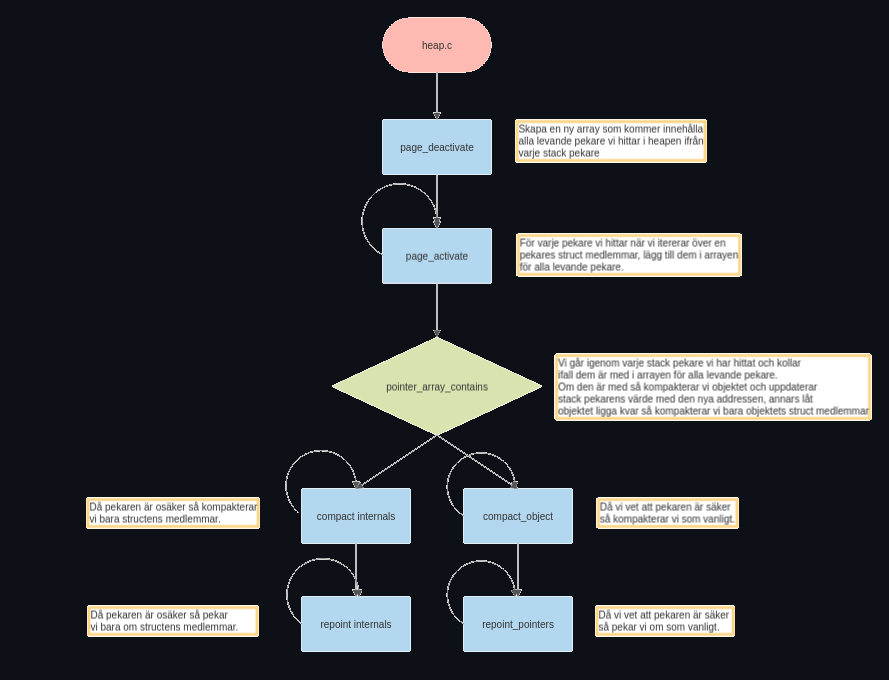 heap.c
page_deactivate
Skapa en ny array som kommer innehålla
alla levande pekare vi hittar i heapen ifrån
varje stack pekare
page_activate
För varje pekare vi hittar när vi itererar över en
pekares struct medlemmar, lägg till dem i arrayen
för alla levande pekare.
pointer_array_contains
Vi går igenom varje stack pekare vi har hittat och kollar
ifall dem är med i arrayen för alla levande pekare.
Om den är med så kompakterar vi objektet och uppdaterar
stack pekarens värde med den nya addressen, annars låt
objektet ligga kvar så kompakterar vi bara objektets struct medlemmar
Då pekaren är osäker så kompakterar
vi bara structens medlemmar.
compact internals
compact_object
Då vi vet att pekaren är säker
så kompakterar vi som vanligt.
Då pekaren är osäker så pekar
vi bara om structens medlemmar.
repoint internals
repoint_pointers
Då vi vet att pekaren är säker
så pekar vi om som vanligt.